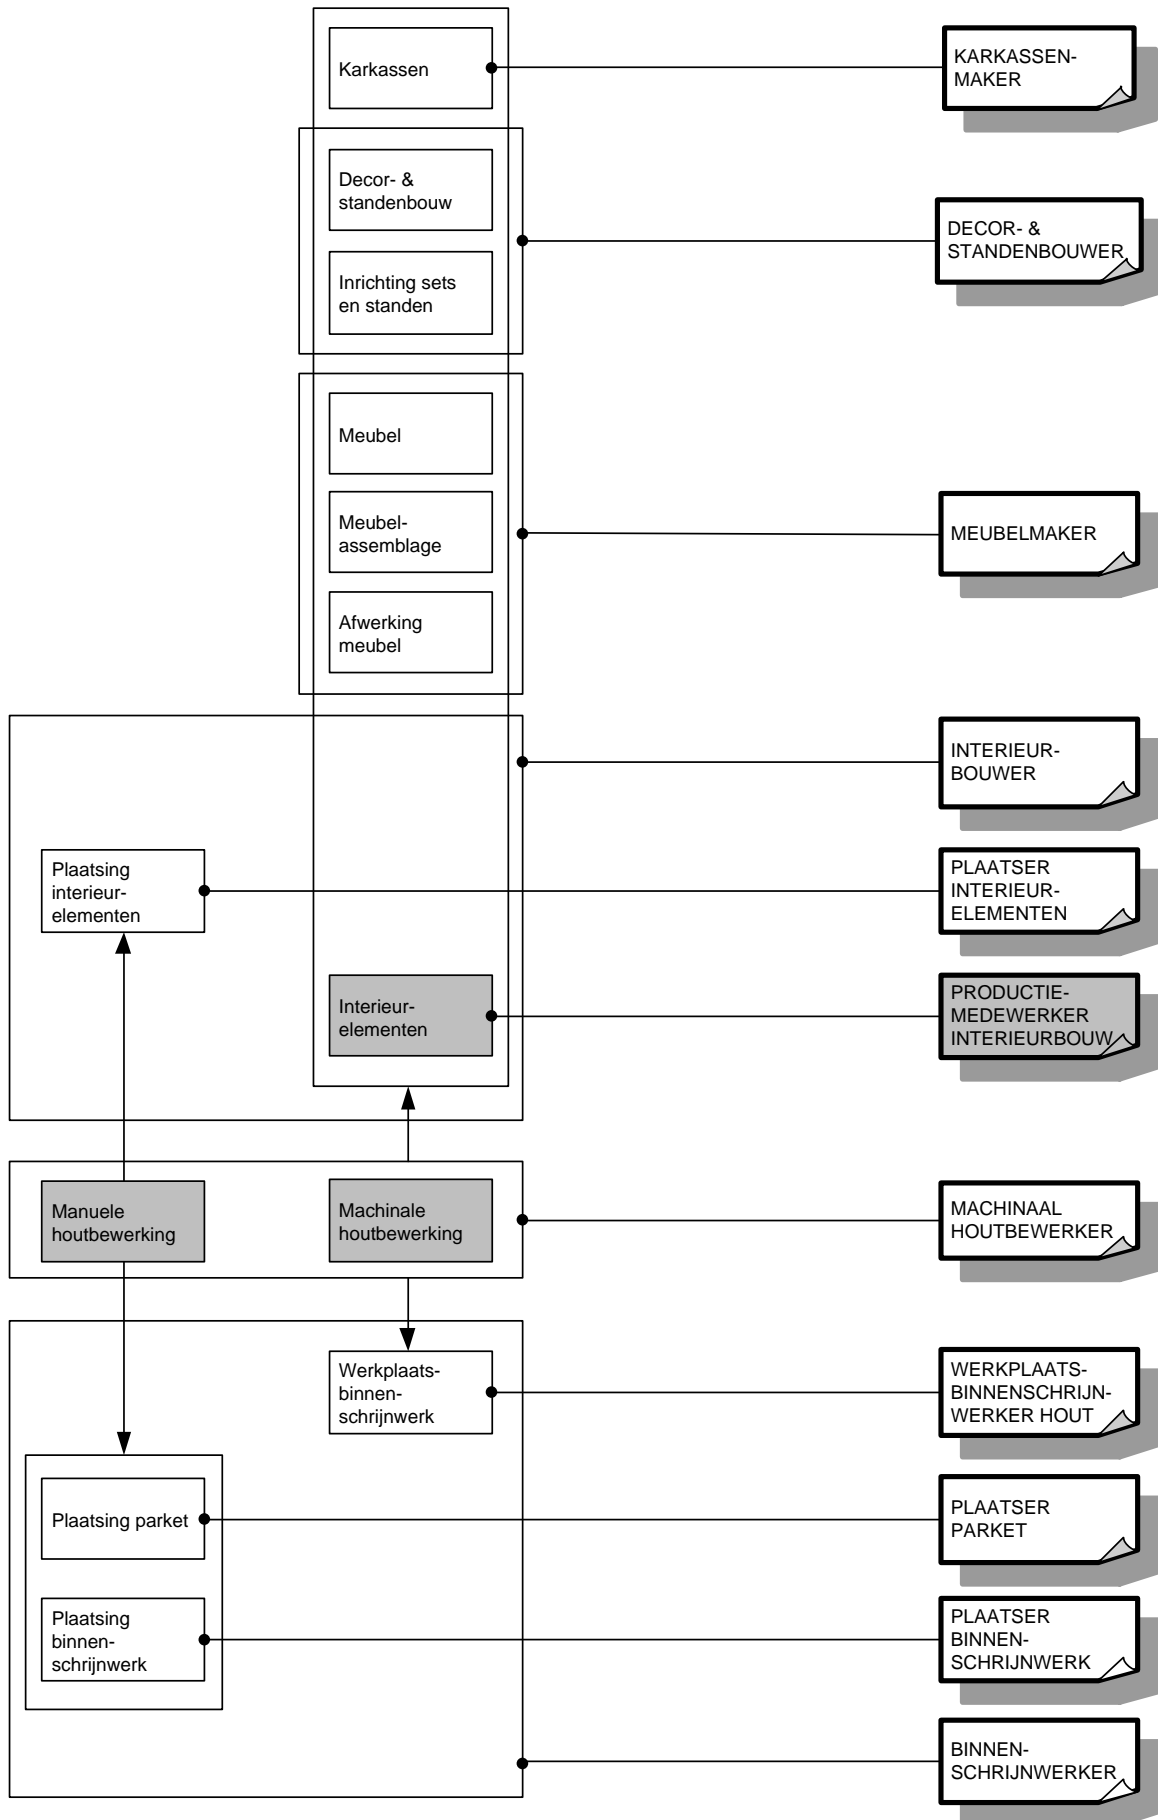 Karkassen
KARKASSEN-
MAKER
Decor- &
standenbouw
DECOR- &
STANDENBOUWER
Inrichting sets
en standen
Meubel
Meubel-
assemblage
MEUBELMAKER
Afwerking
meubel
INTERIEUR-
BOUWER
Plaatsing
interieur-
elementen
PLAATSER
INTERIEUR-
ELEMENTEN
Interieur-
elementen
PRODUCTIE-
MEDEWERKER
INTERIEURBOUW
Manuele
houtbewerking
Machinale
houtbewerking
MACHINAAL
HOUTBEWERKER
Werkplaats-
binnen-
schrijnwerk
WERKPLAATS-
BINNENSCHRIJN-
WERKER HOUT
Plaatsing parket
PLAATSER
PARKET
Plaatsing
binnen-
schrijnwerk
PLAATSER
BINNEN-
SCHRIJNWERK
BINNEN-
SCHRIJNWERKER